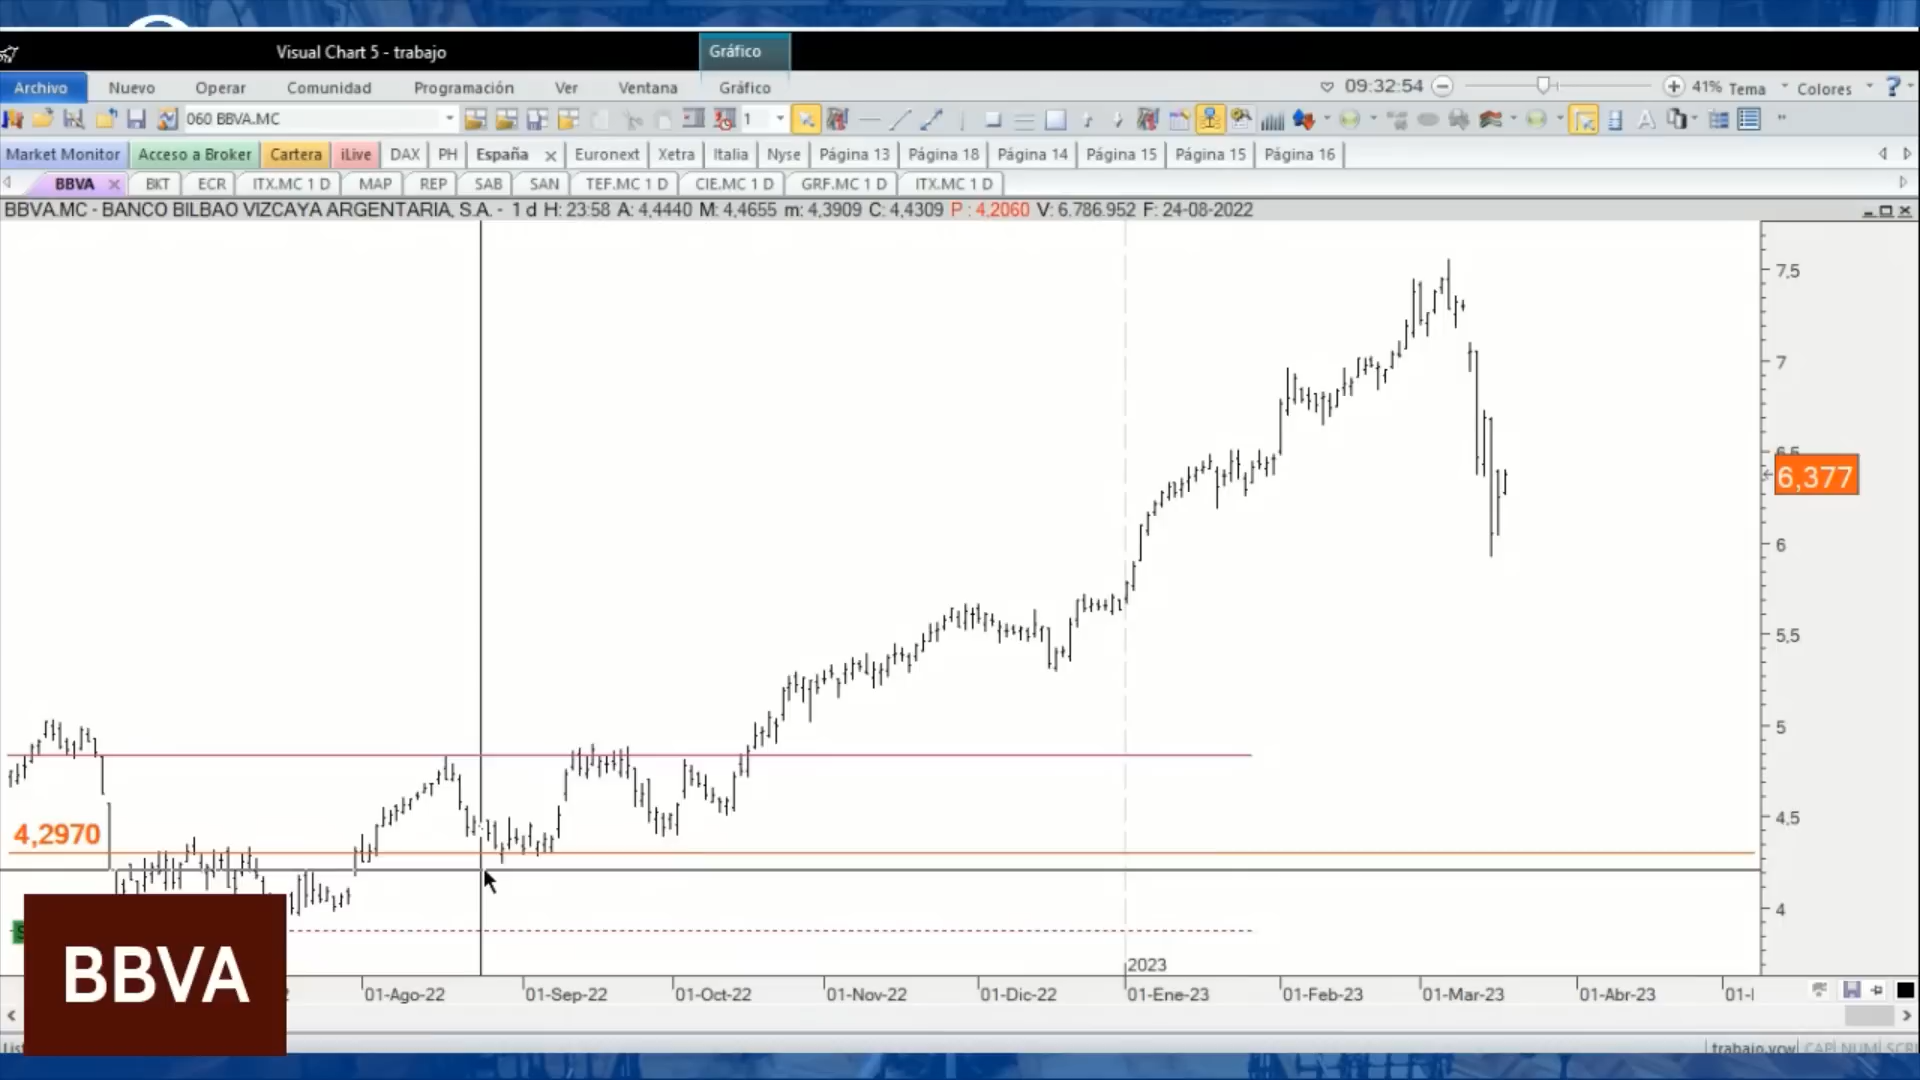 Visual Chart 5 - trabajo
Gráfico
Archivo Nuevo Operar Comunidad Programación Ver Ventana Gráfico 09:32:54 41% Tema Colores ?
060 BBVA.MC 1
Market Monitor Acceso a Broker Cartera iLive DAX PH España x Euronext Xetra Italia Nyse Página 13 Página 18 Página 14 Página 15 Página 15 Página 16
BBVA x BKT ECR ITX.MC 1 D MAP REP SAB SAN TEF.MC 1 D CIE.MC 1 D GRF.MC 1 D ITX.MC 1 D
BBVA.MC - BANCO BILBAO VIZCAYA ARGENTARIA, S.A. - 1 d H: 23:58 A: 4,4440 M: 4,4655 m: 4,3909 C: 4,4309 P : 4,2060 V: 6.786.952 F: 24-08-2022
7,5
7
6,5
6,377
6
5,5
5
4,5
4,2970
4
BBVA
2023
01-Ago-22 01-Sep-22 01-Oct-22 01-Nov-22 01-Dic-22 01-Ene-23 01-Feb-23 01-Mar-23 01-Abr-23
trabajo.vcw CAP NUM SCRL